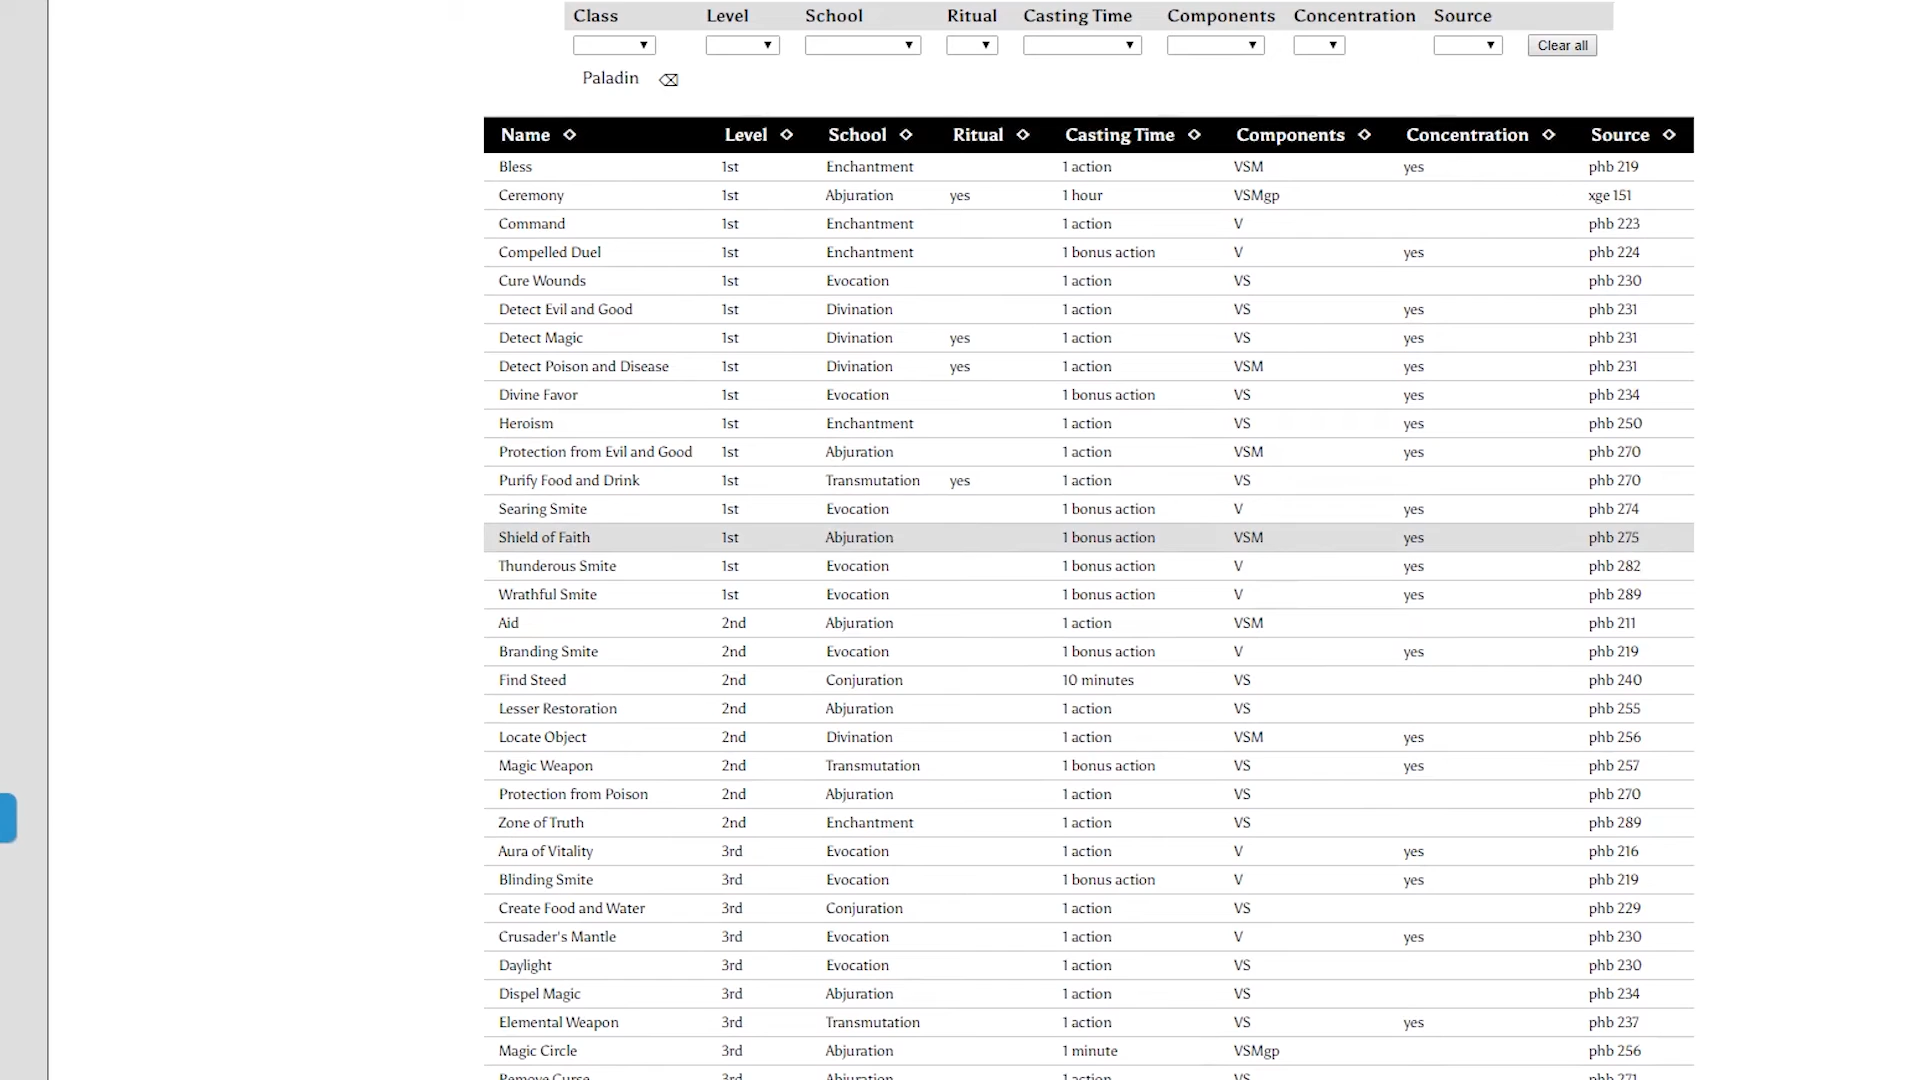 Class Level School Ritual Casting Time Components Concentration Source
Clear all
Paladin
Name Level School Ritual Casting Time Components Concentration Source
Bless 1st Enchantment 1 action VSM yes phb 219
Ceremony 1st Abjuration yes 1 hour VSMgp xge 151
Command 1st Enchantment 1 action V phb 223
Compelled Duel 1st Enchantment 1 bonus action V yes phb 224
Cure Wounds 1st Evocation 1 action VS phb 230
Detect Evil and Good 1st Divination 1 action VS yes phb 231
Detect Magic 1st Divination yes 1 action VS yes phb 231
Detect Poison and Disease 1st Divination yes 1 action VSM yes phb 231
Divine Favor 1st Evocation 1 bonus action VS yes phb 234
Heroism 1st Enchantment 1 action VS yes phb 250
Protection from Evil and Good 1st Abjuration 1 action VSM yes phb 270
Purify Food and Drink 1st Transmutation yes 1 action VS phb 270
Searing Smite 1st Evocation 1 bonus action V yes phb 274
Shield of Faith 1st Abjuration 1 bonus action VSM yes phb 275
Thunderous Smite 1st Evocation 1 bonus action V yes phb 282
Wrathful Smite 1st Evocation 1 bonus action V yes phb 289
Aid 2nd Abjuration 1 action VSM phb 211
Branding Smite 2nd Evocation 1 bonus action V yes phb 219
Find Steed 2nd Conjuration 10 minutes VS phb 240
Lesser Restoration 2nd Abjuration 1 action VS phb 255
Locate Object 2nd Divination 1 action VSM yes phb 256
Magic Weapon 2nd Transmutation 1 bonus action VS yes phb 257
Protection from Poison 2nd Abjuration 1 action VS phb 270
Zone of Truth 2nd Enchantment 1 action VS phb 289
Aura of Vitality 3rd Evocation 1 action V yes phb 216
Blinding Smite 3rd Evocation 1 bonus action V yes phb 219
Create Food and Water 3rd Conjuration 1 action VS phb 229
Crusader's Mantle 3rd Evocation 1 action V yes phb 230
Daylight 3rd Evocation 1 action VS phb 230
Dispel Magic 3rd Abjuration 1 action VS phb 234
Elemental Weapon 3rd Transmutation 1 action VS yes phb 237
Magic Circle 3rd Abjuration 1 minute VSMgp phb 256
Remove Curse 3rd Abjuration 1 action VS phb 271